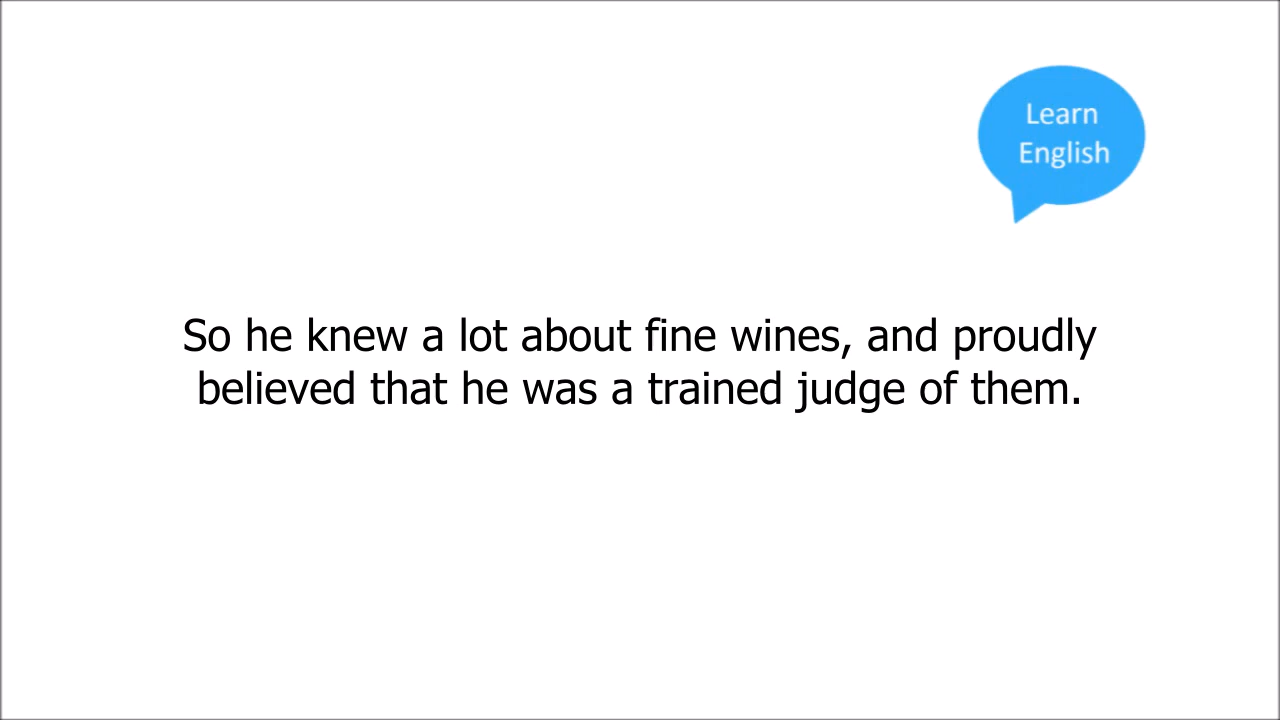 Learn
English
So he knew a lot about fine wines, and proudly
believed that he was a trained judge of them.